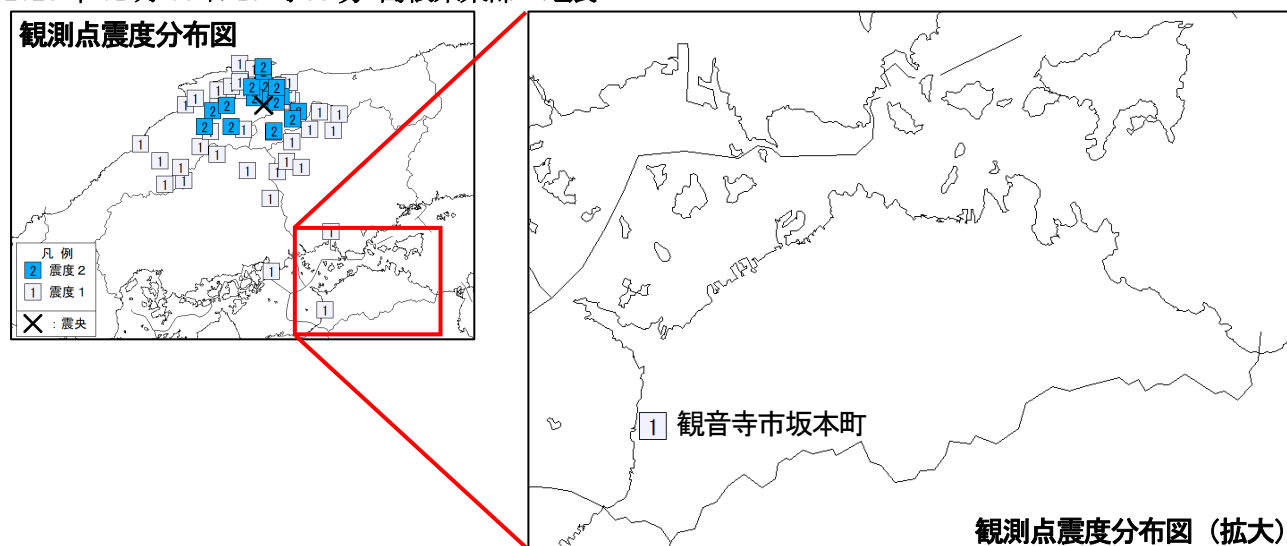 観測点震度分布図
凡例
2 震度2
1 震度1
:震央
1 観音寺市坂本町
観測点震度分布図(拡大)